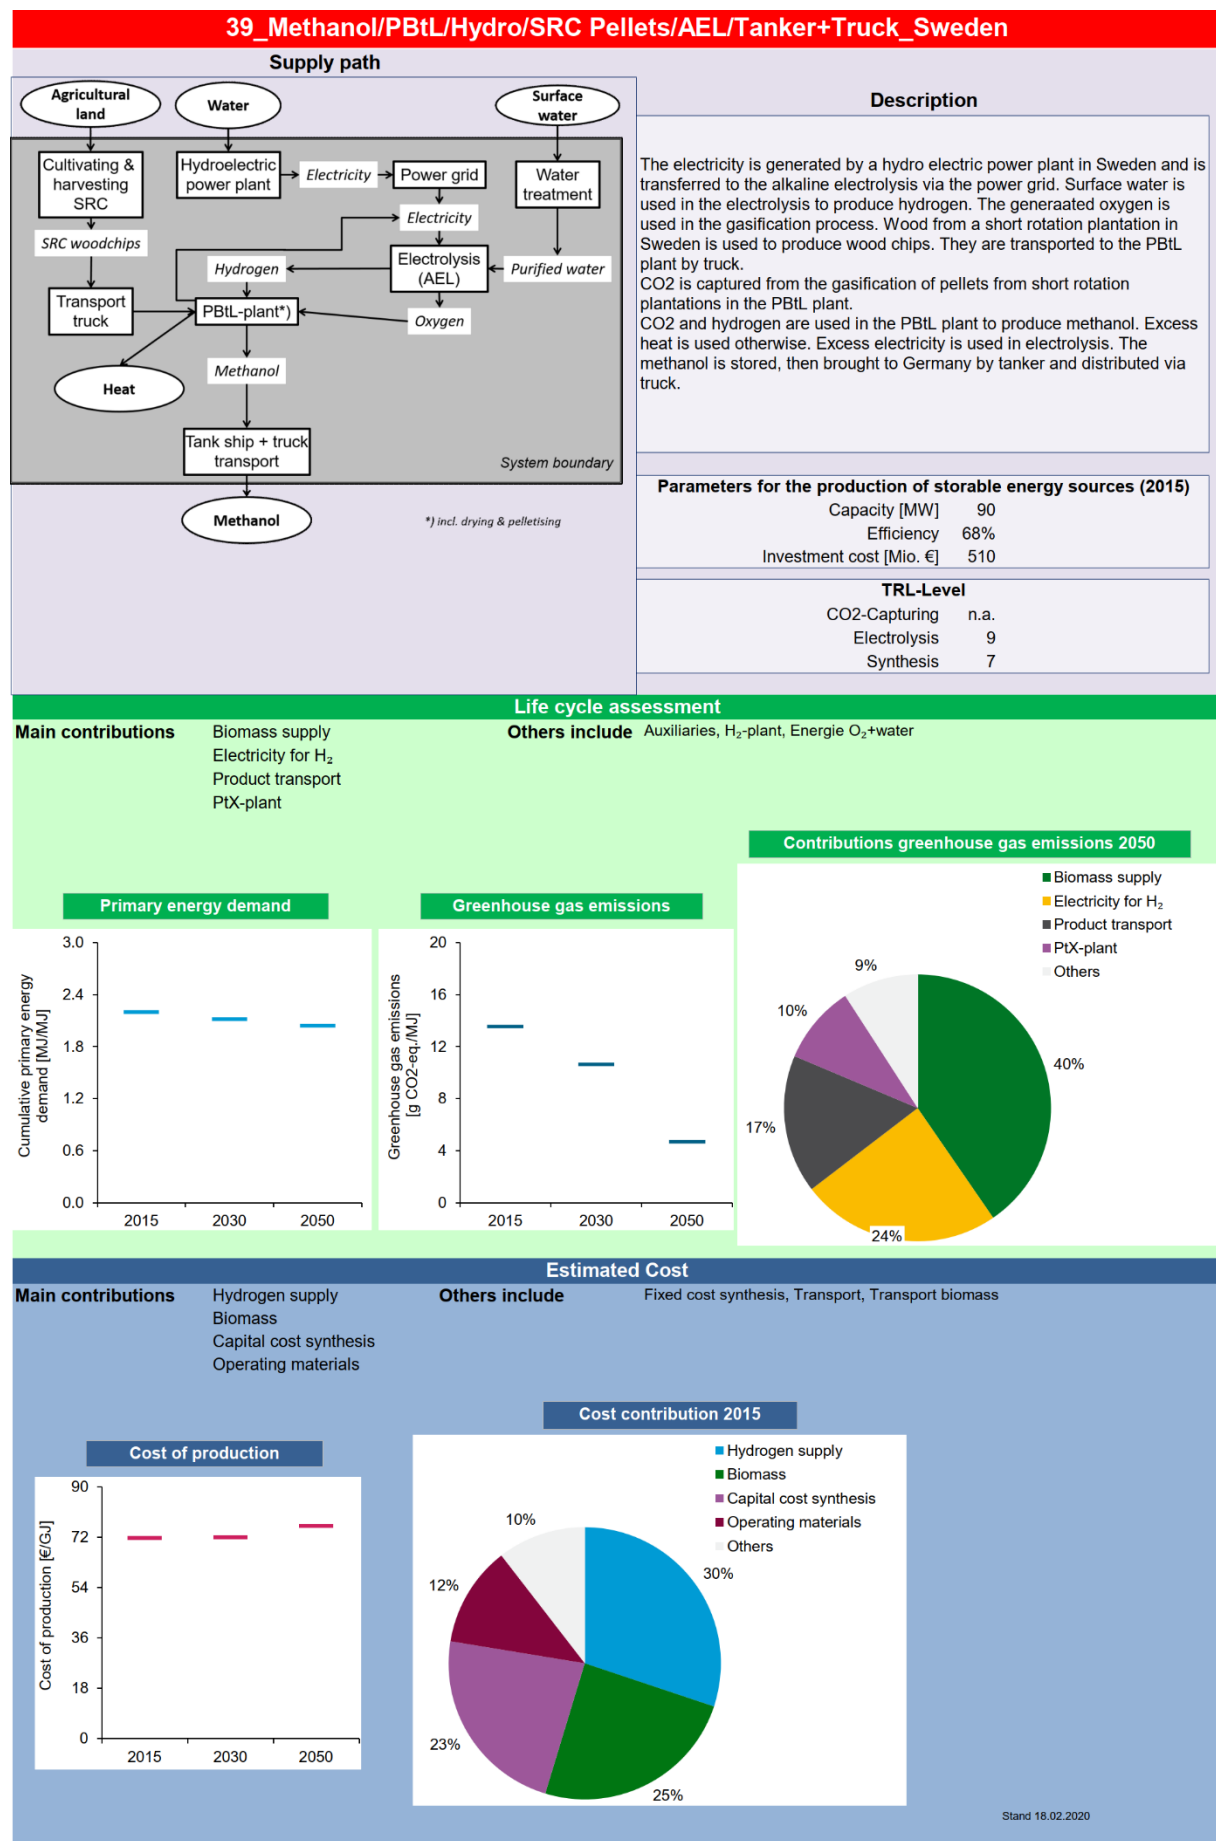 39_Methanol/PBtL/Hydro/SRC Pellets/AEL/Tanker+Truck_Sweden
Supply path
Agricultural
land
Water
Surface
water
Cultivating &
harvesting
SRC
Hydroelectric
power plant
Electricity
Power grid
Water
treatment
Electricity
SRC woodchips
Hydrogen
Electrolysis
(AEL)
Purified water
Transport
truck
PBtL-plant*)
Oxygen
Methanol
Heat
Tank ship + truck
transport
System boundary
Methanol
*) incl. drying & pelletising
Description
The electricity is generated by a hydro electric power plant in Sweden and is
transferred to the alkaline electrolysis via the power grid. Surface water is
used in the electrolysis to produce hydrogen. The generaated oxygen is
used in the gasification process. Wood from a short rotation plantation in
Sweden is used to produce wood chips. They are transported to the PBtL
plant by truck.
CO2 is captured from the gasification of pellets from short rotation
plantations in the PBtL plant.
CO2 and hydrogen are used in the PBtL plant to produce methanol. Excess
heat is used otherwise. Excess electricity is used in electrolysis. The
methanol is stored, then brought to Germany by tanker and distributed via
truck.
Parameters for the production of storable energy sources (2015)
Capacity [MW] 90
Efficiency 68%
Investment cost [Mio. €] 510
TRL-Level
CO2-Capturing n.a.
Electrolysis 9
Synthesis 7
Life cycle assessment
Main contributions
Biomass supply
Electricity for H₂
Product transport
PtX-plant
Others include Auxiliaries, H₂-plant, Energie O₂+water
Primary energy demand
Cumulative primary energy
demand [MJ/MJ]
3.0
2.4
1.8
1.2
0.6
0.0
2015 2030 2050
Greenhouse gas emissions
Greenhouse gas emissions
[g CO2-eq./MJ]
20
16
12
8
4
0
2015 2030 2050
Contributions greenhouse gas emissions 2050
Biomass supply
Electricity for H₂
Product transport
PtX-plant
Others
9%
10%
40%
17%
24%
Estimated Cost
Main contributions
Hydrogen supply
Biomass
Capital cost synthesis
Operating materials
Others include Fixed cost synthesis, Transport, Transport biomass
Cost of production
Cost of production [€/GJ]
90
72
54
36
18
0
2015 2030 2050
Cost contribution 2015
Hydrogen supply
Biomass
Capital cost synthesis
Operating materials
Others
10%
30%
12%
23%
25%
Stand 18.02.2020